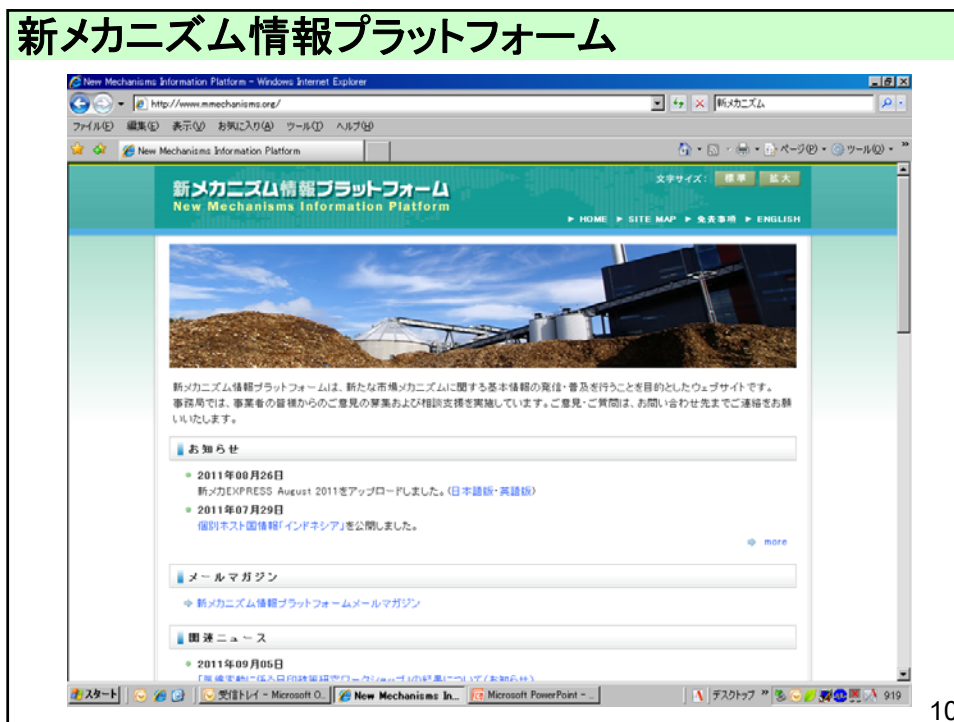 新メカニズム情報プラットフォーム
New Mechanisms Information Platform - Windows Internet Explorer
http://www.mmechanisms.org/
新メカニズム
ファイル(F) 編集(E) 表示(V) お気に入り(A) ツール(T) ヘルプ(H)
New Mechanisms Information Platform
ページ(P) ツール(O)
新メカニズム情報プラットフォーム
New Mechanisms Information Platform
文字サイズ: 標準 拡大
HOME SITE MAP 免責事項 ENGLISH
新メカニズム情報プラットフォームは、新たな市場メカニズムに関する基本情報の発信・普及を行うことを目的としたウェブサイトです。
事務局では、事業者の皆様からのご意見の募集および相談支援を実施しています。ご意見・ご質問は、お問い合わせ先までご連絡をお願
いいたします。
お知らせ
2011年08月26日
新メカEXPRESS August 2011をアップロードしました。(日本語版・英語版)
2011年07月29日
個別ホスト国情報「インドネシア」を公開しました。
more
メールマガジン
新メカニズム情報プラットフォームメールマガジン
関連ニュース
2011年09月05日
スタート 受信トレイ - Microsoft O... New Mechanisms In... Microsoft PowerPoint - ... デスクトップ 9:19
10